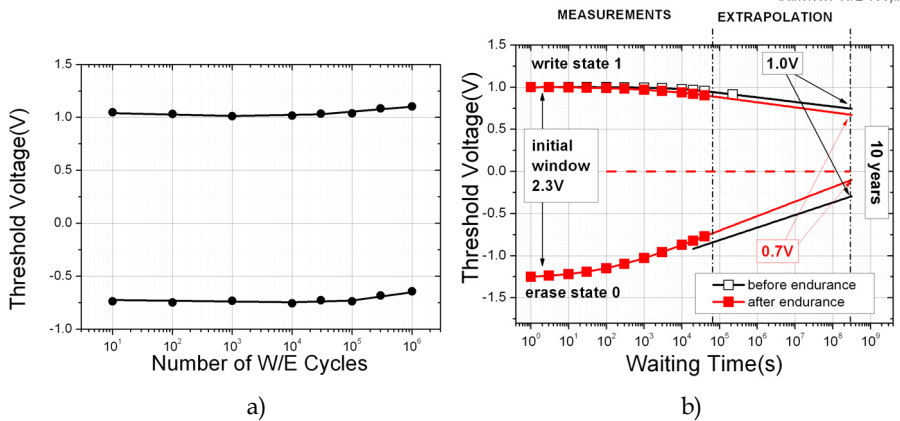 MEASUREMENTS
EXTRAPOLATION
1.5
1.0
0.5
0.0
-0.5
-1.0
Threshold Voltage(V)
10¹ 10² 10³ 10⁴ 10⁵ 10⁶
Number of W/E Cycles
a)
1.5
1.0
0.5
0.0
-0.5
-1.0
-1.5
Threshold Voltage(V)
write state 1
1.0V
initial
window
2.3V
10 years
0.7V
erase state 0
before endurance
after endurance
10⁰ 10¹ 10² 10³ 10⁴ 10⁵ 10⁶ 10⁷ 10⁸ 10⁹
Waiting Time(s)
b)